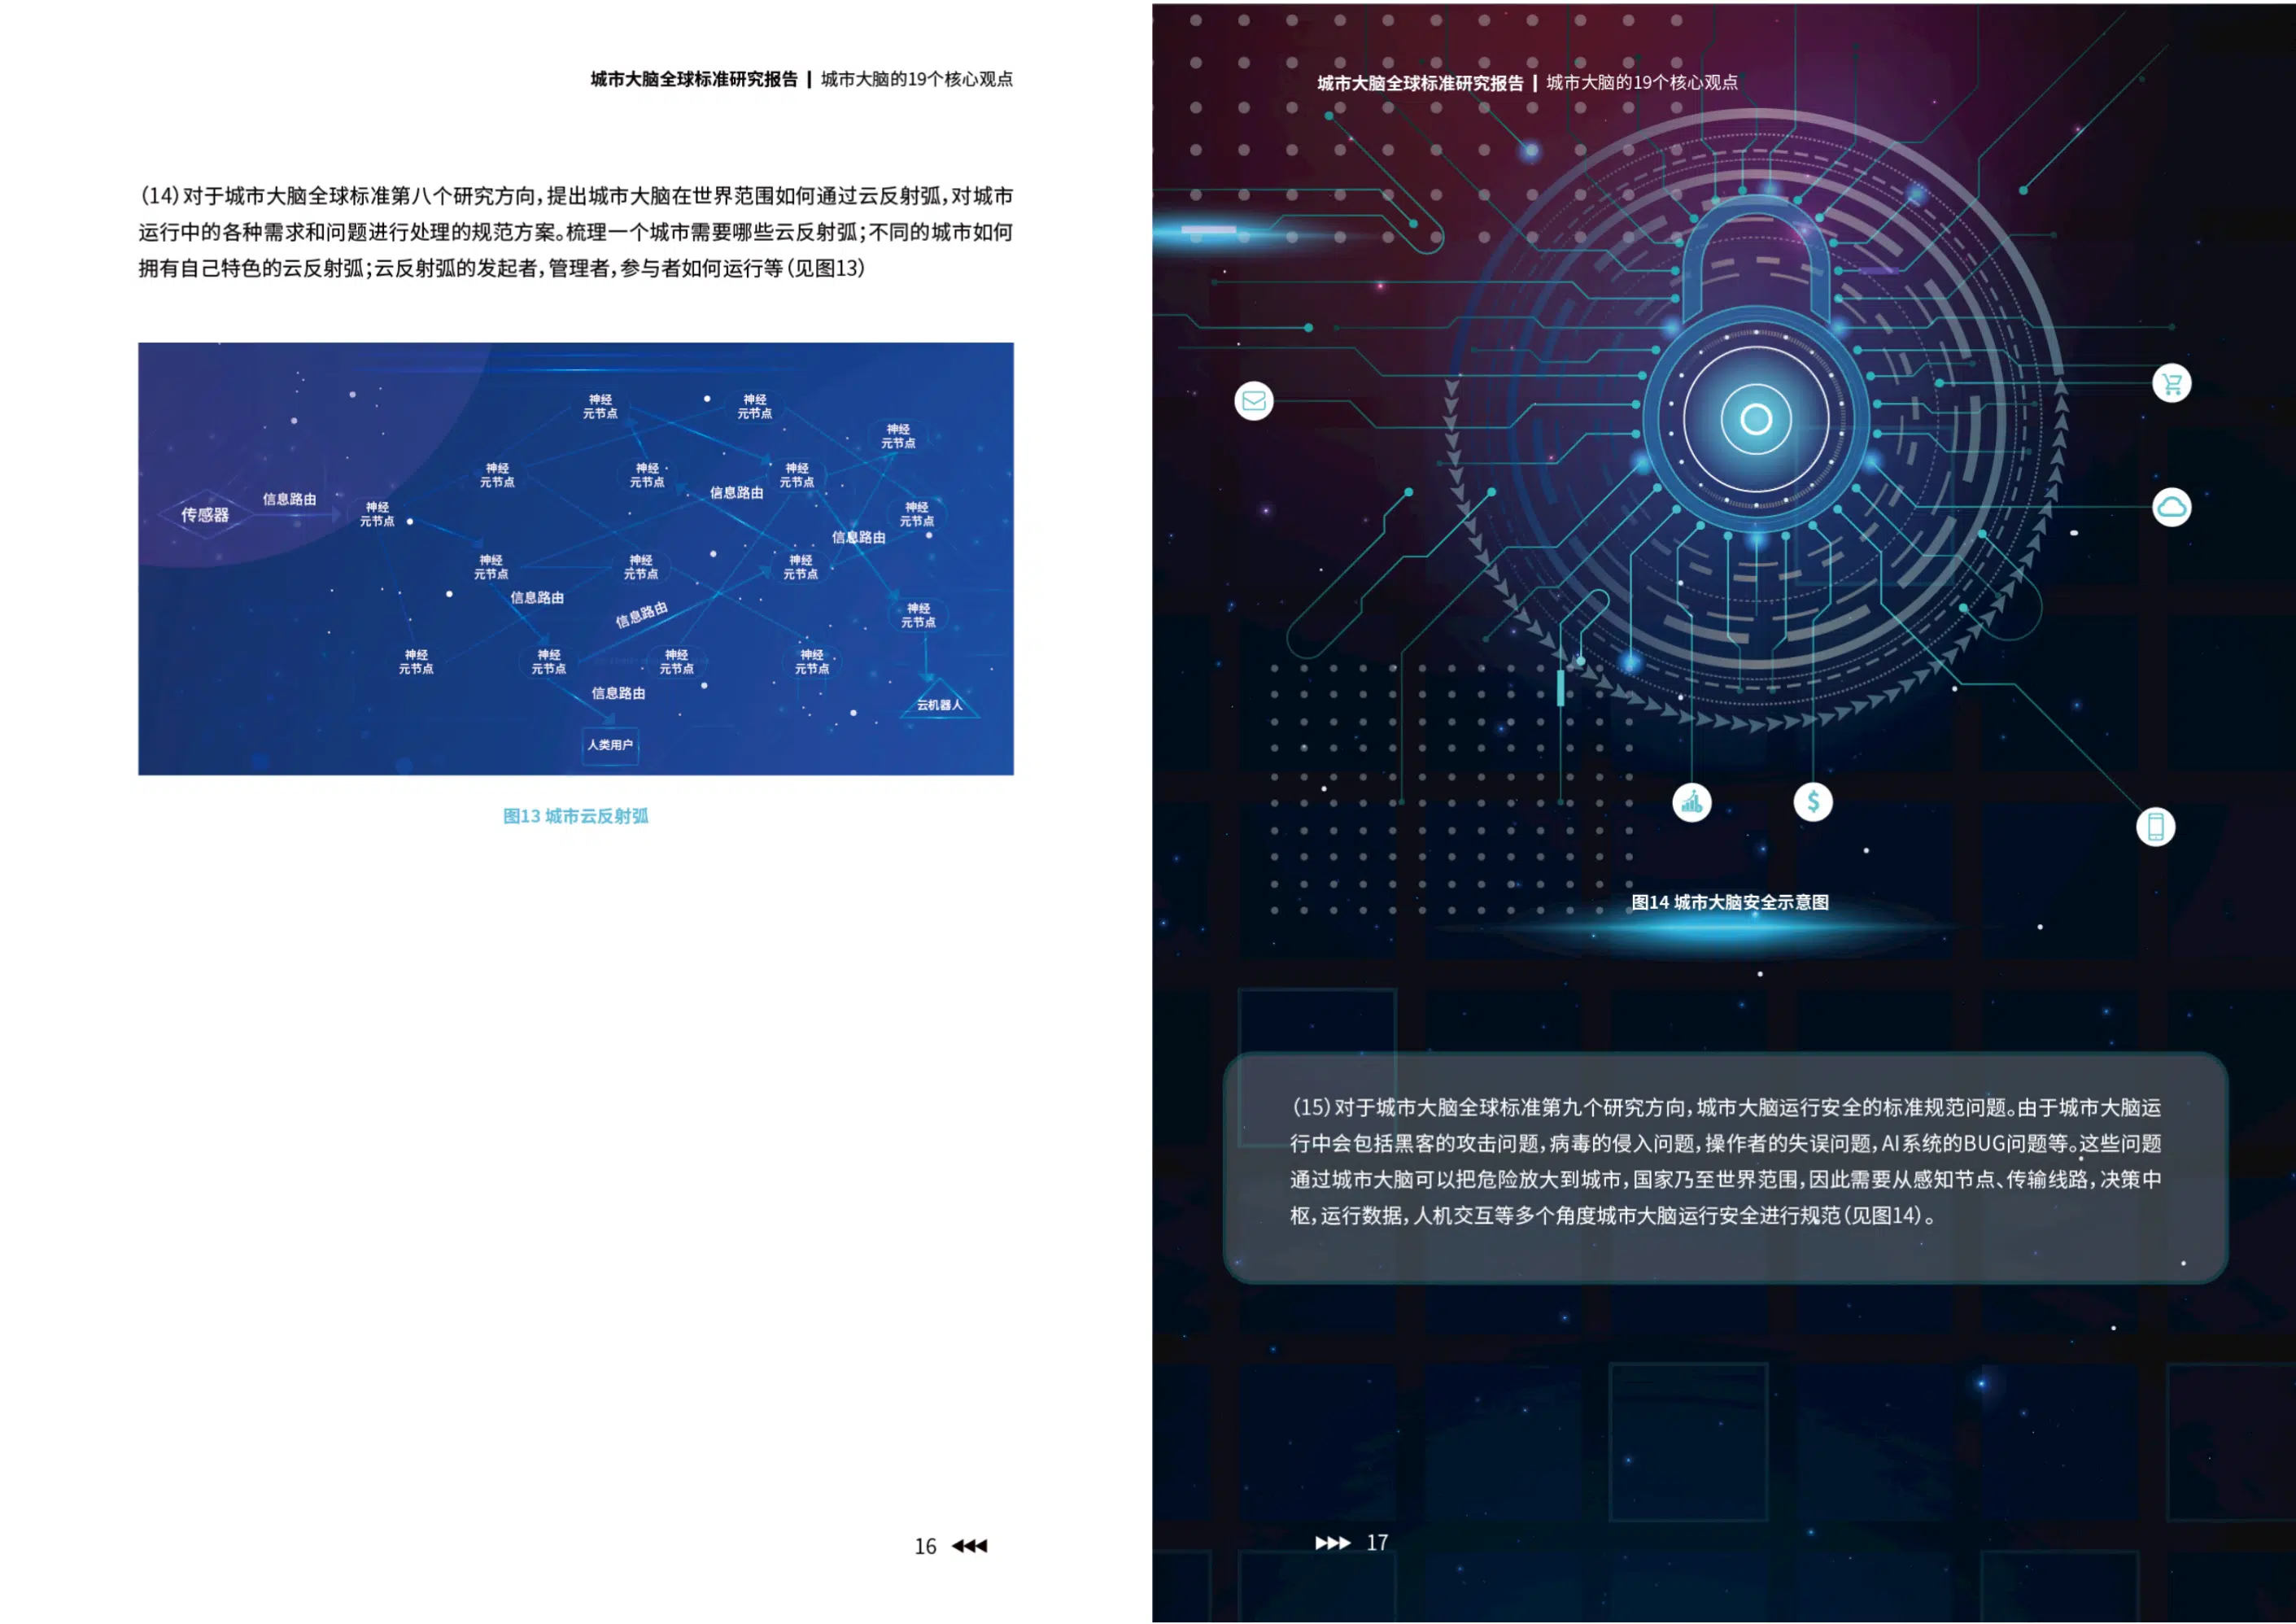 城市大脑全球标准研究报告 | 城市大脑的19个核心观点
（14）对于城市大脑全球标准第八个研究方向，提出城市大脑在世界范围如何通过云反射弧，对城市
运行中的各种需求和问题进行处理的规范方案。梳理一个城市需要哪些云反射弧；不同的城市如何
拥有自己特色的云反射弧；云反射弧的发起者，管理者，参与者如何运行等（见图13）
神经
元节点
神经
元节点
神经
元节点
神经
元节点
神经
元节点
神经
元节点
信息路由
信息路由
传感器
神经
元节点
神经
元节点
信息路由
神经
元节点
神经
元节点
神经
元节点
信息路由
信息路由
神经
元节点
神经
元节点
神经
元节点
神经
元节点
神经
元节点
信息路由
云机器人
人类用户
图13 城市云反射弧
16
城市大脑全球标准研究报告 | 城市大脑的19个核心观点
$
图14 城市大脑安全示意图
（15）对于城市大脑全球标准第九个研究方向，城市大脑运行安全的标准规范问题。由于城市大脑运
行中会包括黑客的攻击问题，病毒的侵入问题，操作者的失误问题，AI系统的BUG问题等。这些问题
通过城市大脑可以把危险放大到城市，国家乃至世界范围，因此需要从感知节点、传输线路，决策中
枢，运行数据，人机交互等多个角度城市大脑运行安全进行规范（见图14）。
17